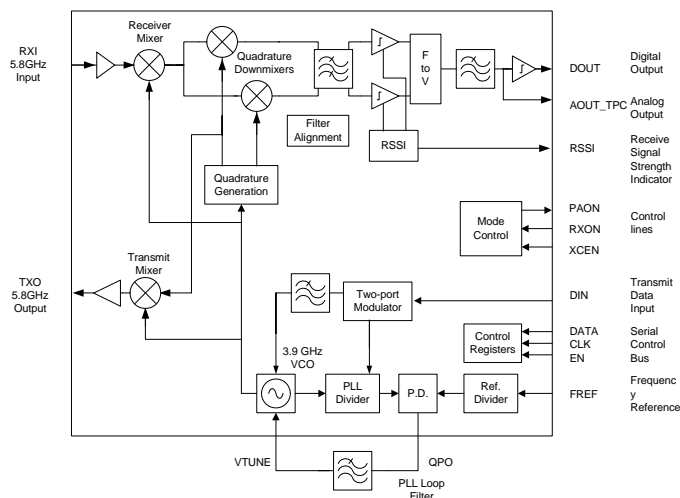 RXI
5.8GHz
Input
Receiver
Mixer
Quadrature
Downmixers
F
to
V
DOUT
Digital
Output
AOUT_TPC
Analog
Output
Filter
Alignment
RSSI
RSSI
Receive
Signal
Strength
Indicator
Quadrature
Generation
Mode
Control
PAON
RXON
XCEN
Control
lines
Transmit
Mixer
TXO
5.8GHz
Output
Two-port
Modulator
DIN
Transmit
Data
Input
Control
Registers
DATA
CLK
EN
Serial
Control
Bus
3.9 GHz
VCO
PLL
Divider
P.D.
Ref.
Divider
FREF
Frequenc
y
Reference
VTUNE
QPO
PLL Loop
Filter